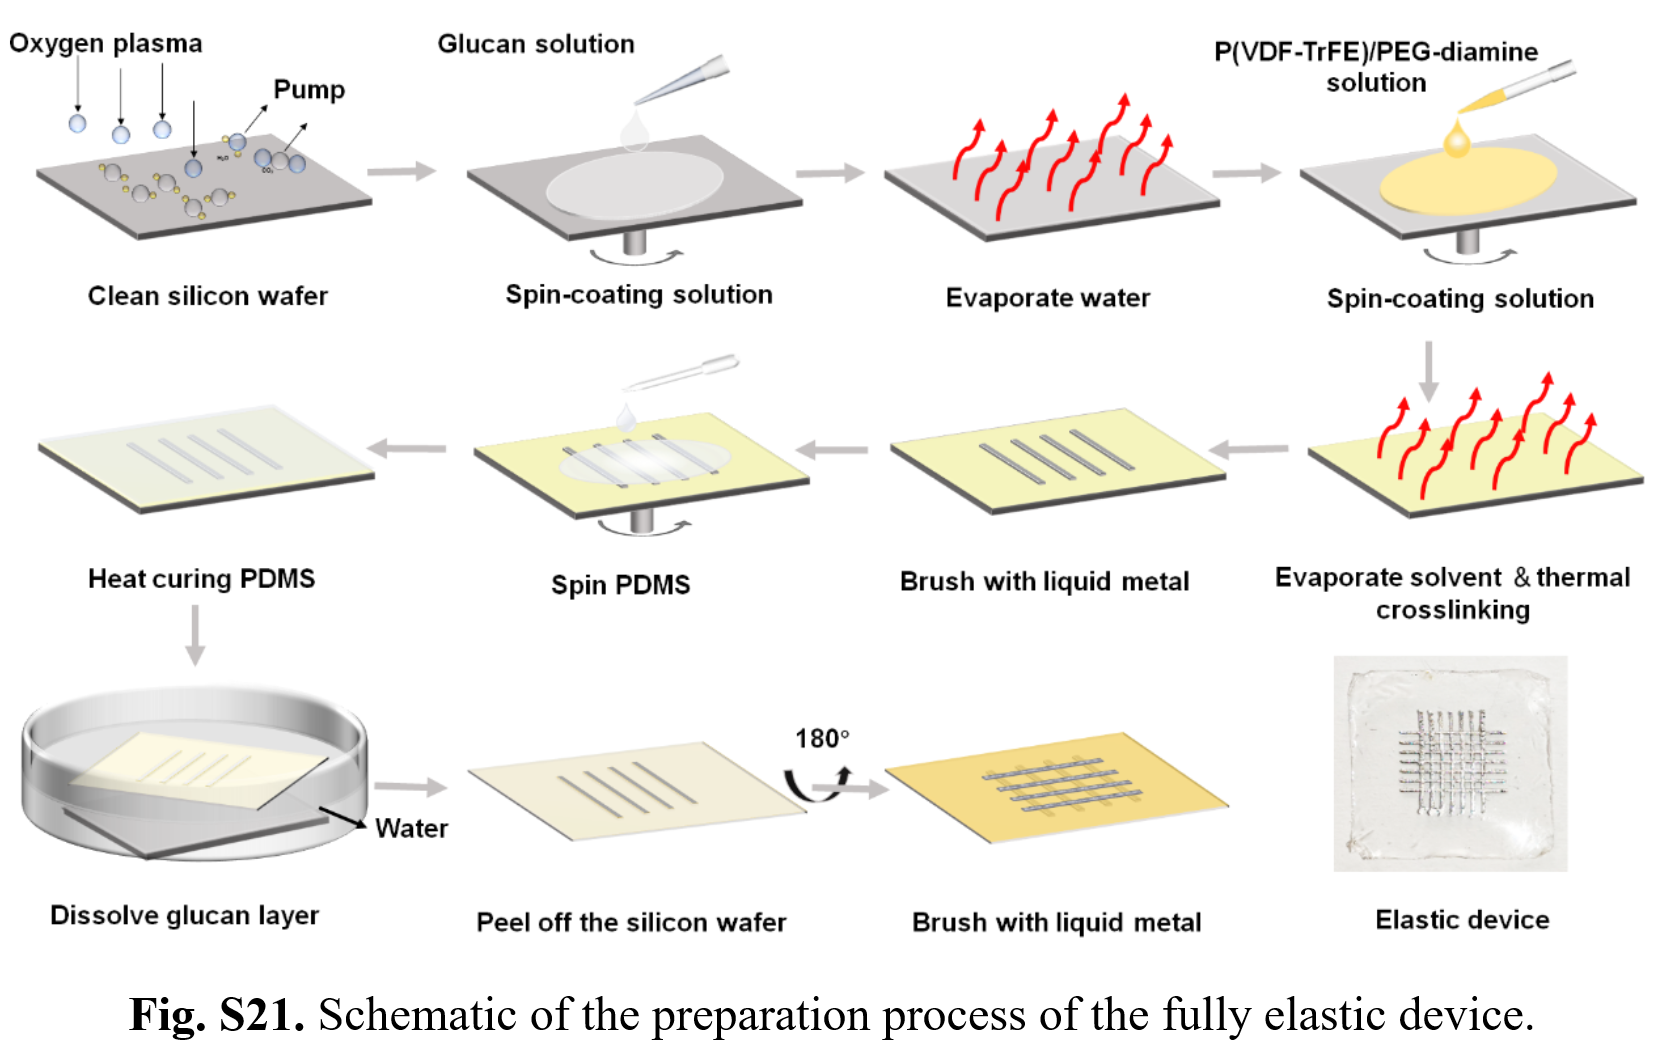 Oxygen plasma
Pump
H₂O
CO₂
Clean silicon wafer
Glucan solution
Spin-coating solution
Evaporate water
P(VDF-TrFE)/PEG-diamine
solution
Spin-coating solution
Evaporate solvent & thermal
crosslinking
Brush with liquid metal
Spin PDMS
Heat curing PDMS
Water
Dissolve glucan layer
Peel off the silicon wafer
180°
Brush with liquid metal
Elastic device
Fig. S21. Schematic of the preparation process of the fully elastic device.